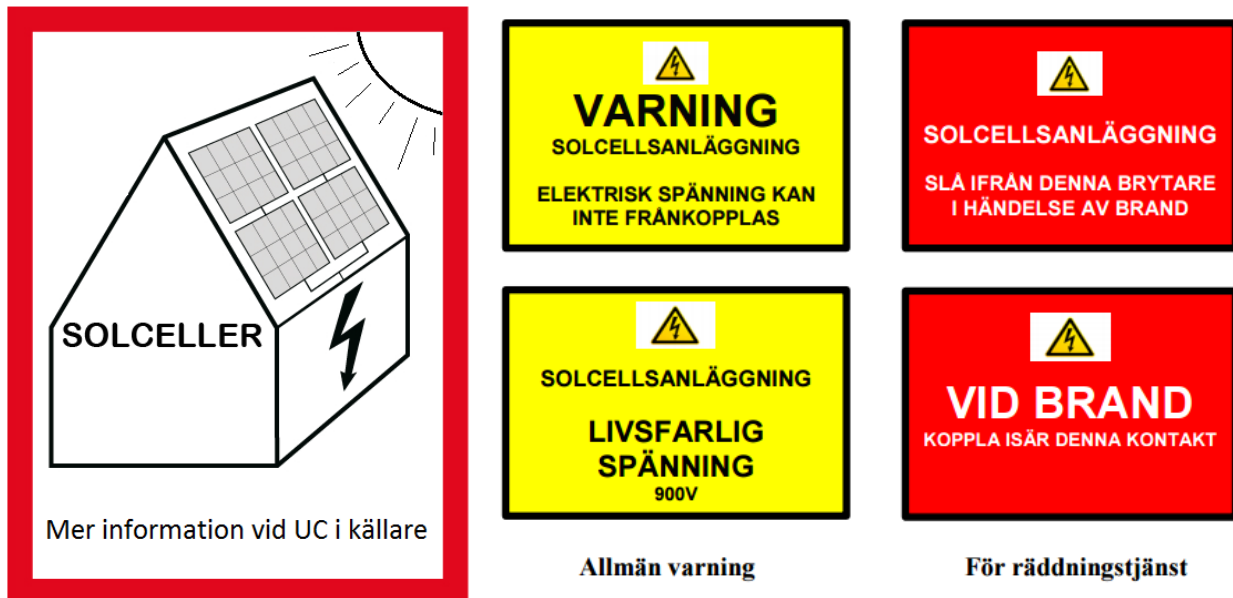 SOLCELLER
Mer information vid UC i källare
VARNING
SOLCELLSANLÄGGNING
ELEKTRISK SPÄNNING KAN
INTE FRÅNKOPPLAS
SOLCELLSANLÄGGNING
LIVSFARLIG
SPÄNNING
900V
Allmän varning
SOLCELLSANLÄGGNING
SLÅ IFRÅN DENNA BRYTARE
I HÄNDELSE AV BRAND
VID BRAND
KOPPLA ISÄR DENNA KONTAKT
För räddningstjänst